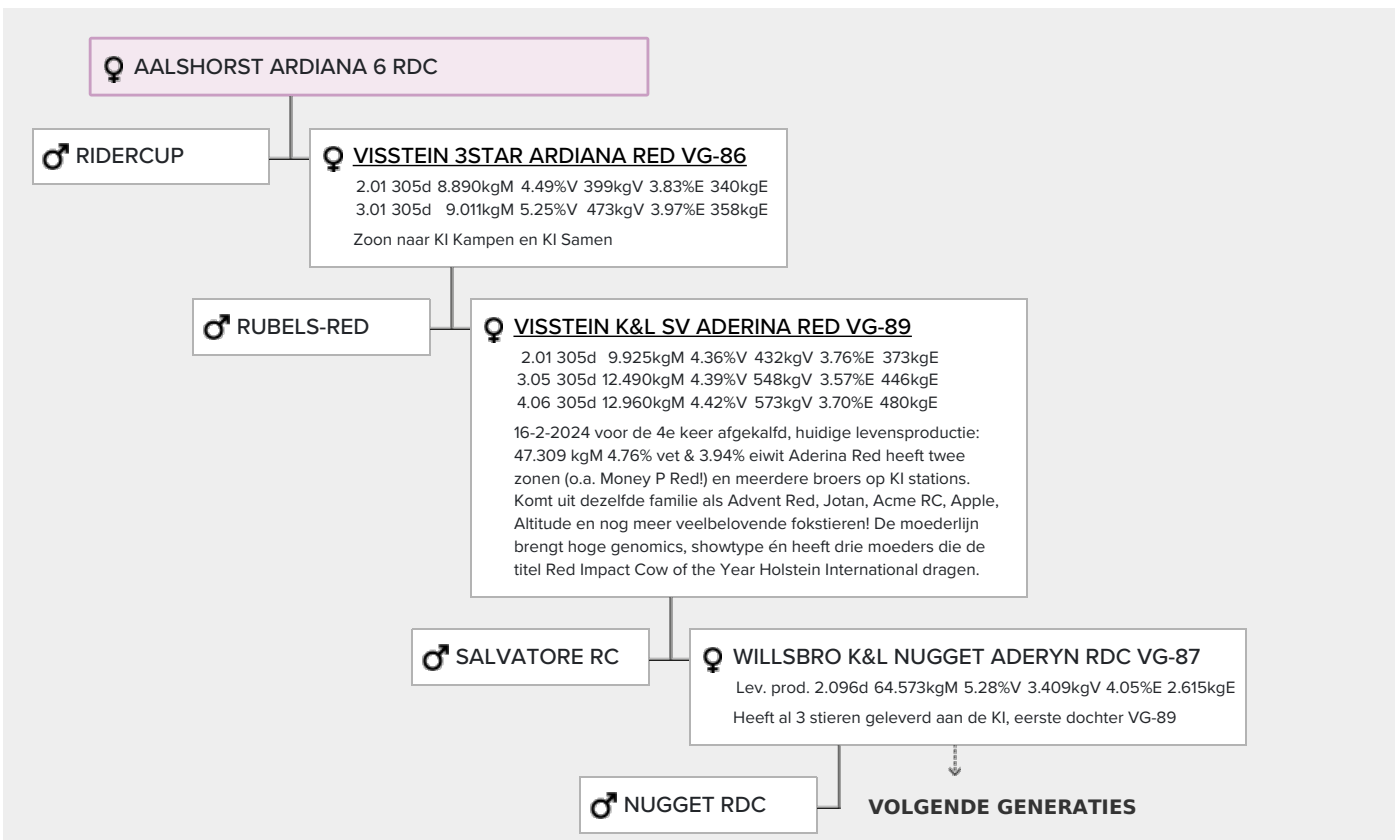 AALSHORST ARDIANA 6 RDC
RIDERCUP
VISSTEIN 3STAR ARDIANA RED VG-86
2.01 305d 8.890kgM 4.49%V 399kgV 3.83%E 340kgE
3.01 305d 9.011kgM 5.25%V 473kgV 3.97%E 358kgE
Zoon naar KI Kampen en KI Samen
RUBELS-RED
VISSTEIN K&L SV ADERINA RED VG-89
2.01 305d 9.925kgM 4.36%V 432kgV 3.76%E 373kgE
3.05 305d 12.490kgM 4.39%V 548kgV 3.57%E 446kgE
4.06 305d 12.960kgM 4.42%V 573kgV 3.70%E 480kgE
16-2-2024 voor de 4e keer afgekalfd, huidige levensproductie:
47.309 kgM 4.76% vet & 3.94% eiwit Aderina Red heeft twee
zonen (o.a. Money P Red!) en meerdere broers op KI stations.
Komt uit dezelfde familie als Advent Red, Jotan, Acme RC, Apple,
Altitude en nog meer veelbelovende fokstieren! De moederlijn
brengt hoge genomics, showtype én heeft drie moeders die de
titel Red Impact Cow of the Year Holstein International dragen.
SALVATORE RC
WILLSBRO K&L NUGGET ADERYN RDC VG-87
Lev. prod. 2.096d 64.573kgM 5.28%V 3.409kgV 4.05%E 2.615kgE
Heeft al 3 stieren geleverd aan de KI, eerste dochter VG-89
NUGGET RDC
VOLGENDE GENERATIES